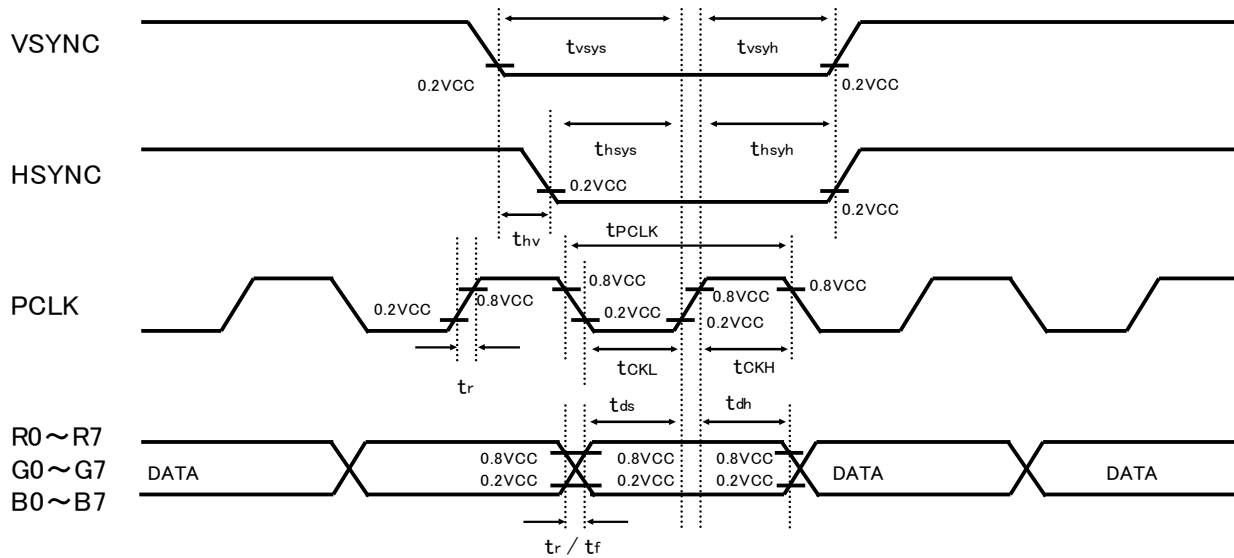 VSYNC
tvsys
tvsyh
0.2VCC
0.2VCC
HSYNC
thsys
thsyh
0.2VCC
0.2VCC
thv
tPCLK
PCLK
0.8VCC
0.8VCC
0.2VCC
0.8VCC
0.2VCC
0.8VCC
0.2VCC
tr
tCKL
tCKH
tds
tdh
R0～R7
G0～G7
B0～B7
DATA
0.8VCC
0.8VCC
0.8VCC
0.2VCC
0.2VCC
0.2VCC
DATA
DATA
tr / tf